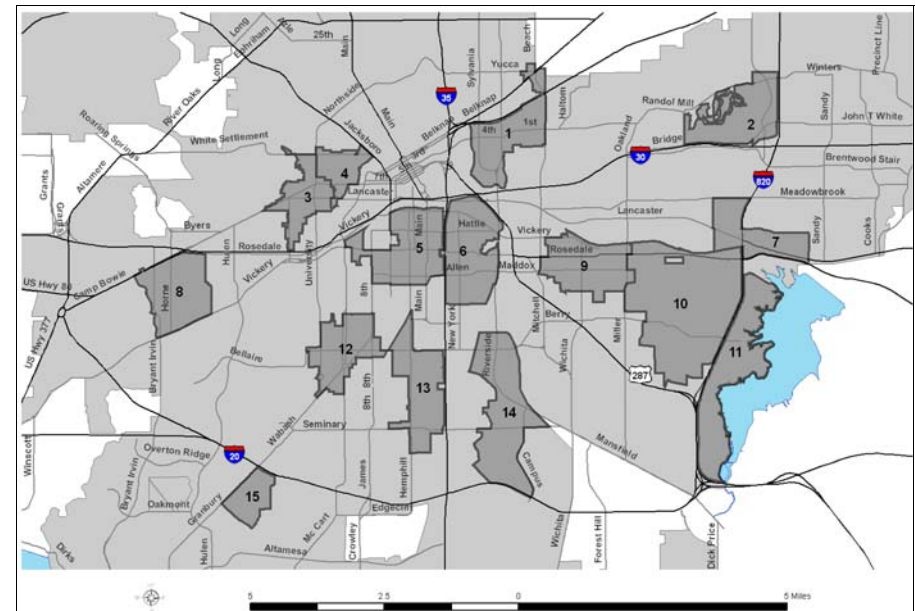 Long
Azle
Ephriham
25th
Main
Long
Sylvania
Beach
Yucca
Precinct Line
Winters
River Oaks
Northside
35
Belknap
Belknap
Haltom
Randol Mill
Sandy
John T White
Roaring Springs
White Settlement
Jacksboro
Main
4th
1
1st
Oakland
Bridge
2
30
Brentwood Stair
Grants
Altamere
7th
3rd
4
3
Lancaster
820
Meadowbrook
Byers
Hulen
Rosedale
Vickery
University
Vickery
Main
5
Hattie
6
Vickery
Lancaster
Rosedale
7
Sandy
Cooks
US Hwy 80
Camp Bowie
8
Horne
8th
Allen
Maddox
9
10
US Hwy 377
Main
New York
Mitchell
Berry
Miller
11
Bryant Irvin
Bellaire
12
8th
8th
13
Riverside
Wichita
287
14
Wabash
Seminary
Mansfield
Winscott
Overton Ridge
20
Bryant Irvin
Oakmont
Granbury
15
James
Hemphill
Campus
Edgecliff
Mc Cart
Crowley
Wichita
Forest Hill
Dick Price
Dirks
Hulen
Altamesa
5 2.5 0 5 Miles